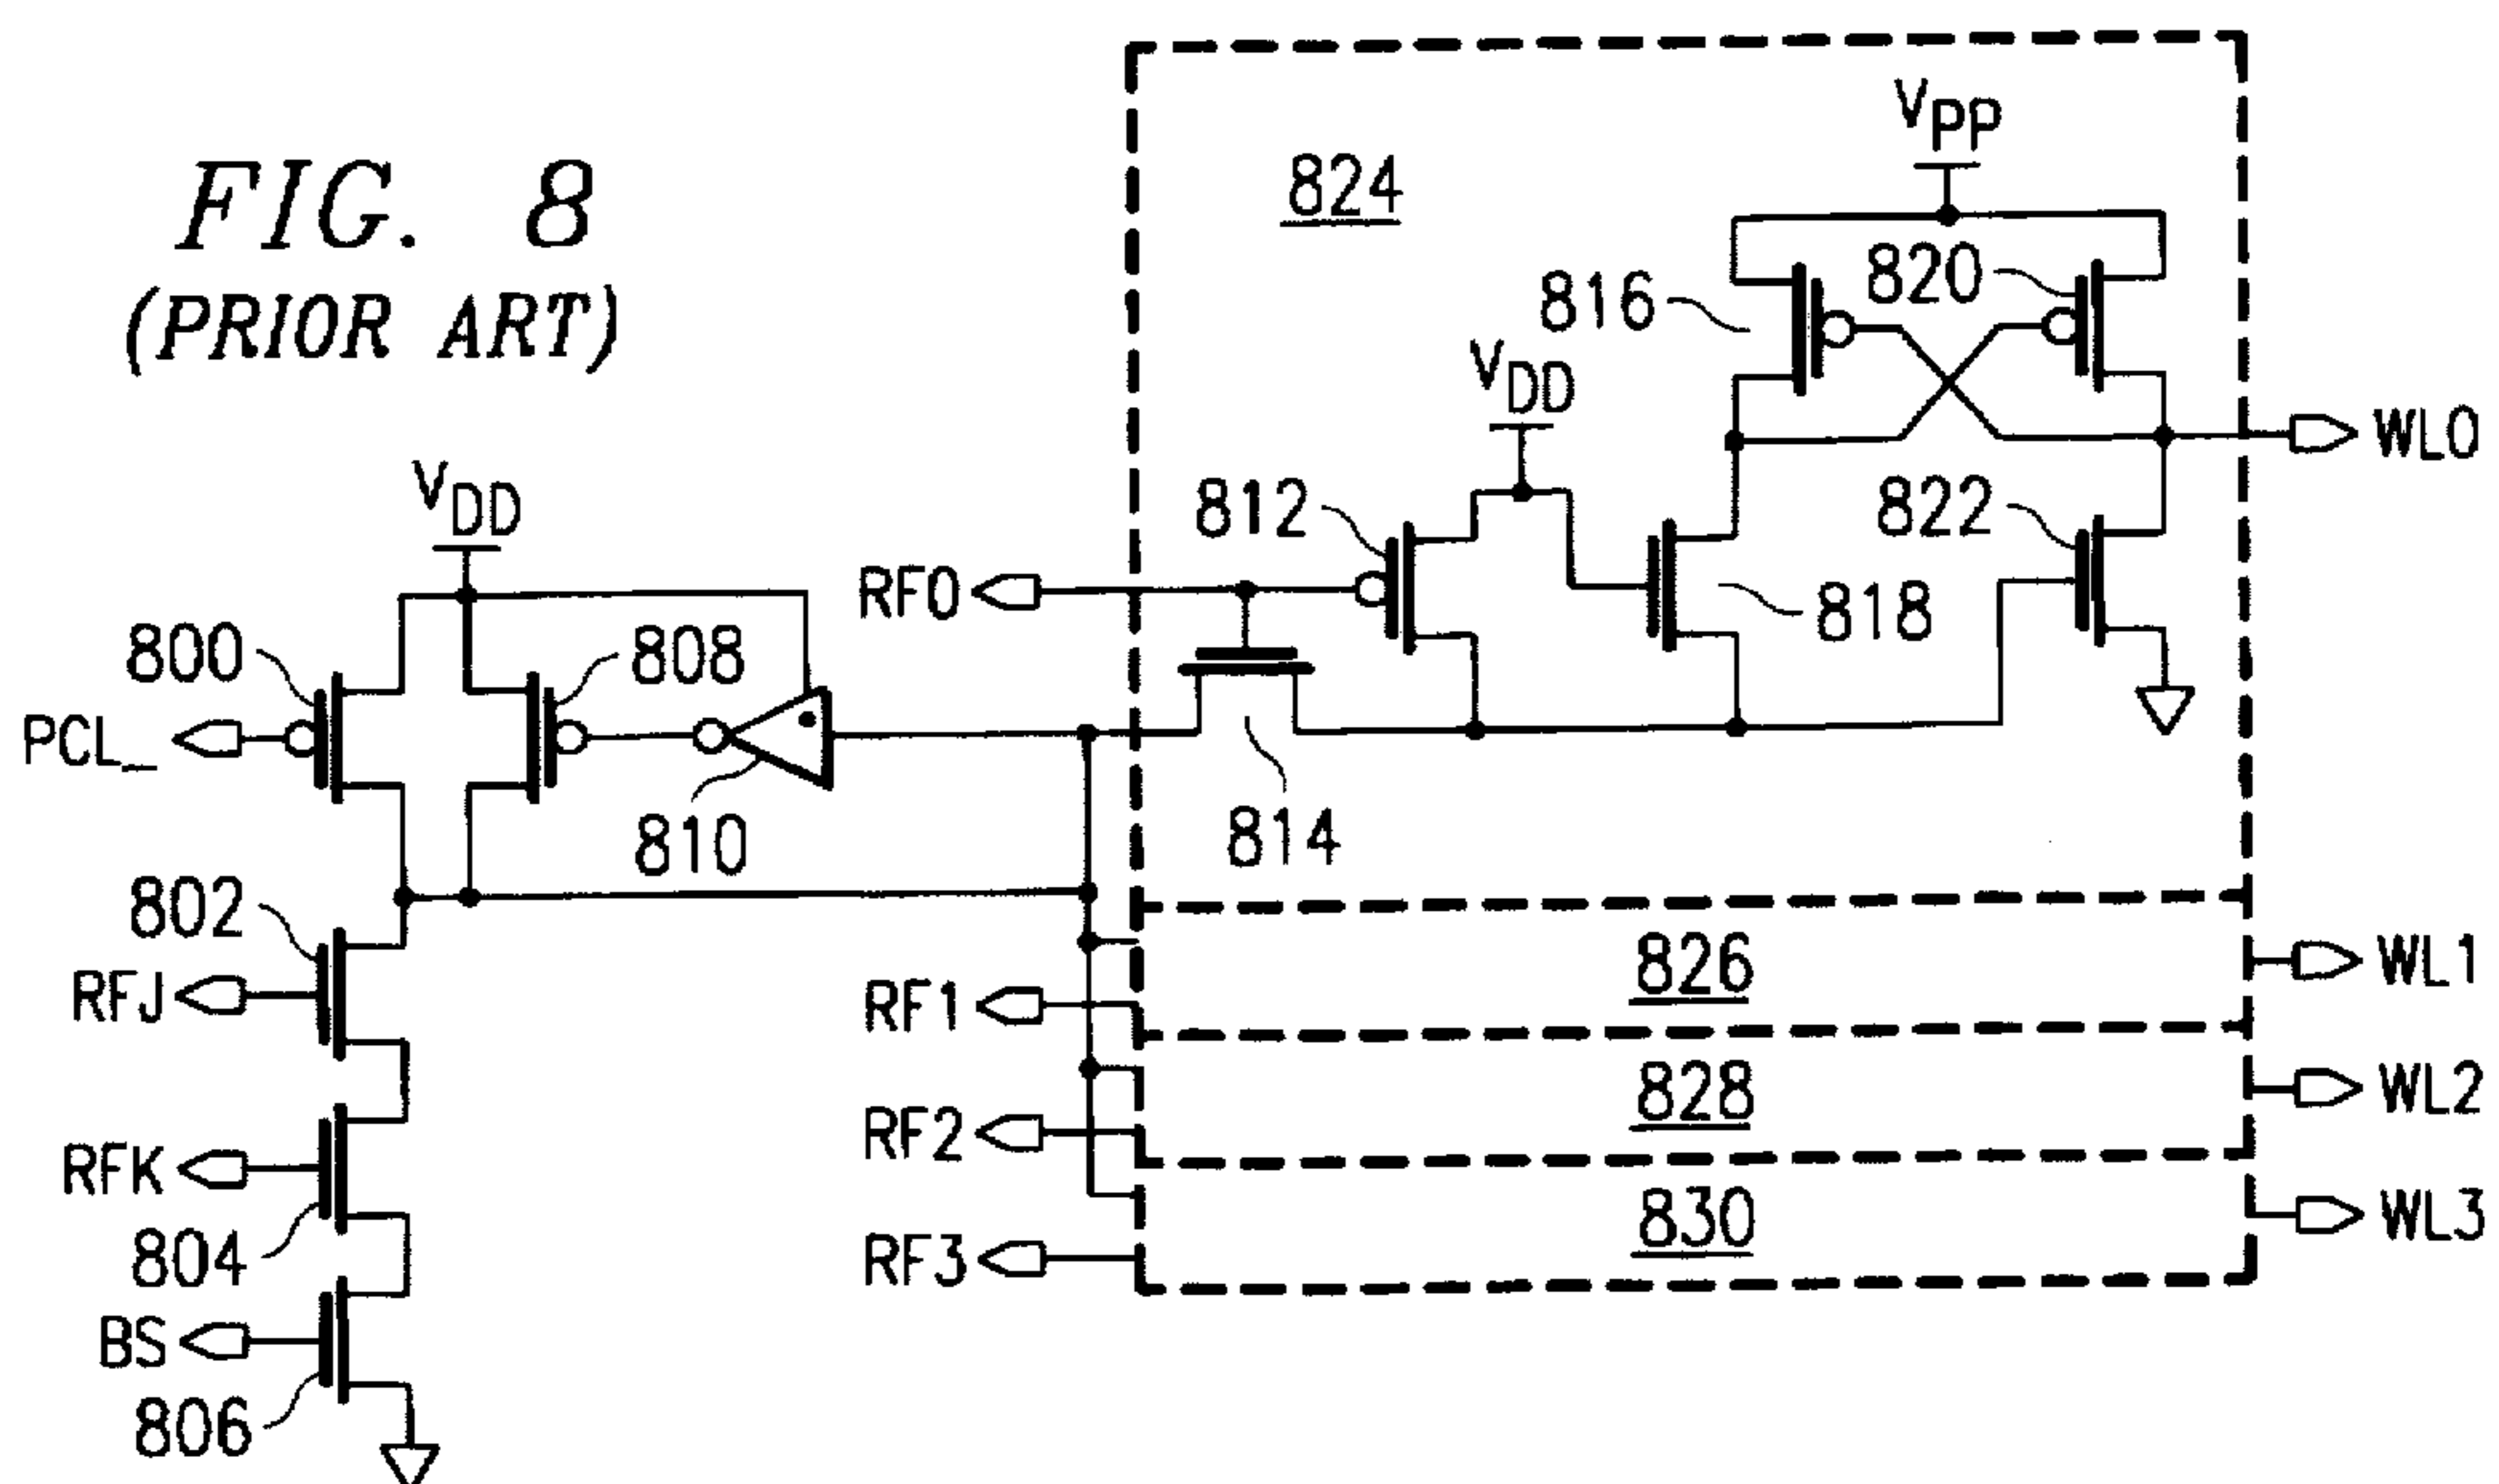 FIG. 8
(PRIOR ART)
824
VPP
816
820
VDD
WL0
812
822
VDD
RF0
818
800
808
PCL_
810
814
802
RFJ
826
WL1
RF1
828
WL2
RF2
RFK
830
WL3
804
RF3
BS
806